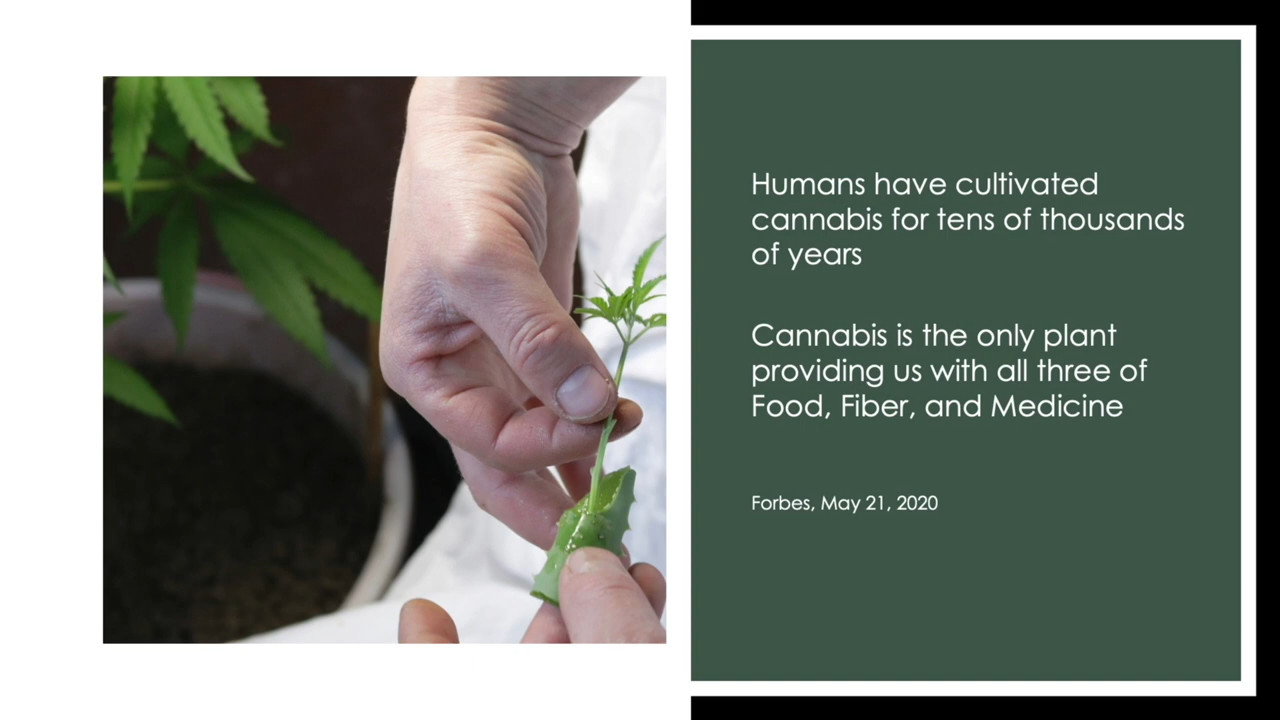 Humans have cultivated
cannabis for tens of thousands
of years
Cannabis is the only plant
providing us with all three of
Food, Fiber, and Medicine
Forbes, May 21, 2020